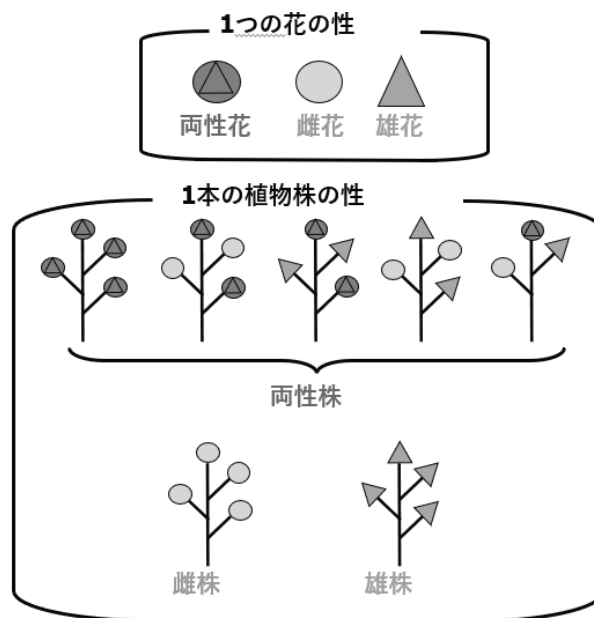 1つの花の性
両性花 雌花 雄花
1本の植物株の性
両性株
雌株 雄株